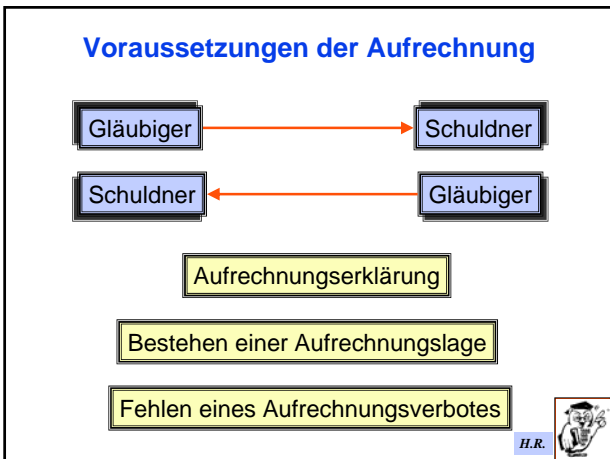 Voraussetzungen der Aufrechnung
Gläubiger Schuldner
Schuldner Gläubiger
Aufrechnungserklärung
Bestehen einer Aufrechnungslage
Fehlen eines Aufrechnungsverbotes
H.R.